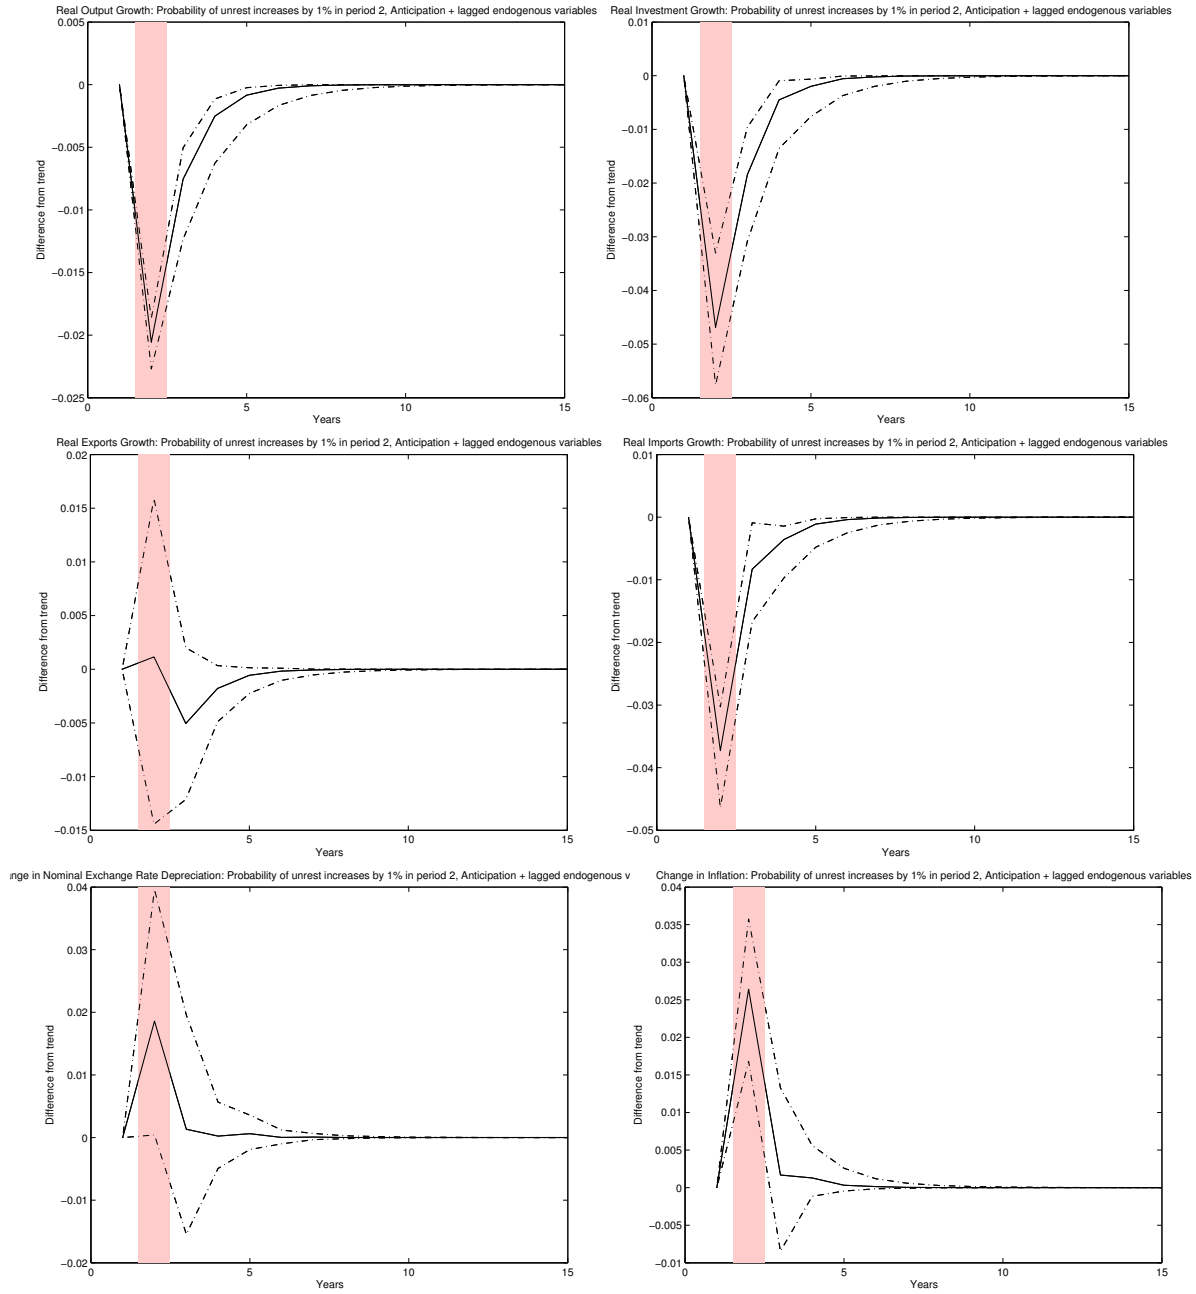 Real Output Growth: Probability of unrest increases by 1% in period 2, Anticipation + lagged endogenous variables
0.005
0
−0.005
−0.01
−0.015
−0.02
−0.025
Difference from trend
0 5 10 15
Years
Real Investment Growth: Probability of unrest increases by 1% in period 2, Anticipation + lagged endogenous variables
0.01
0
−0.01
−0.02
−0.03
−0.04
−0.05
−0.06
Difference from trend
0 5 10 15
Years
Real Exports Growth: Probability of unrest increases by 1% in period 2, Anticipation + lagged endogenous variables
0.02
0.015
0.01
0.005
0
−0.005
−0.01
−0.015
Difference from trend
0 5 10 15
Years
Real Imports Growth: Probability of unrest increases by 1% in period 2, Anticipation + lagged endogenous variables
0.01
0
−0.01
−0.02
−0.03
−0.04
−0.05
Difference from trend
0 5 10 15
Years
nge in Nominal Exchange Rate Depreciation: Probability of unrest increases by 1% in period 2, Anticipation + lagged endogenous v
0.04
0.03
0.02
0.01
0
−0.01
−0.02
Difference from trend
0 5 10 15
Years
Change in Inflation: Probability of unrest increases by 1% in period 2, Anticipation + lagged endogenous variables
0.04
0.035
0.03
0.025
0.02
0.015
0.01
0.005
0
−0.005
−0.01
Difference from trend
0 5 10 15
Years